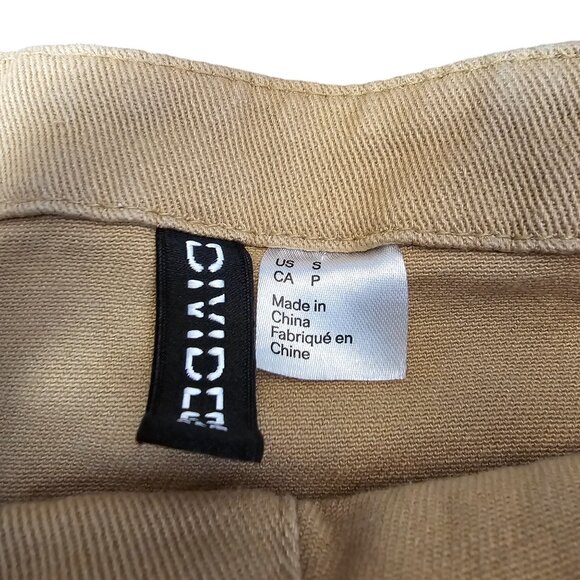 DIVIDED
US S
CA P
Made in
China
Fabriqué en
Chine